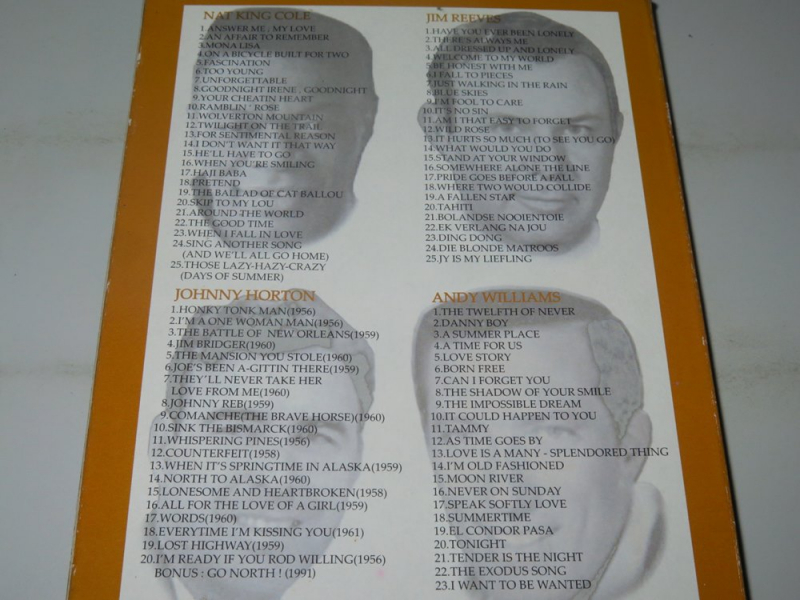 NAT KING COLE
1.ANSWER ME, MY LOVE
2.AN AFFAIR TO REMEMBER
3.MONA LISA
4.ON A BICYCLE BUILT FOR TWO
5.FASCINATION
6.TOO YOUNG
7.UNFORGETTABLE
8.GOODNIGHT IRENE, GOODNIGHT
9.YOUR CHEATIN HEART
10.RAMBLIN' ROSE
11.WOLVERTON MOUNTAIN
12.TWILIGHT ON THE TRAIL
13.FOR SENTIMENTAL REASON
14.I DON'T WANT IT THAT WAY
15.HE'LL HAVE TO GO
16.WHEN YOU'RE SMILING
17.HAJI BABA
18.PRETEND
19.THE BALLAD OF CAT BALLOU
20.SKIP TO MY LOU
21.AROUND THE WORLD
22.THE GOOD TIME
23.WHEN I FALL IN LOVE
24.SING ANOTHER SONG
(AND WE'LL ALL GO HOME)
25.THOSE LAZY-HAZY-CRAZY
(DAYS OF SUMMER)
JIM REEVES
1.HAVE YOU EVER BEEN LONELY
2.THERE'S ALWAYS ME
3.ALL DRESSED UP AND LONELY
4.WELCOME TO MY WORLD
5.BE HONEST WITH ME
6.I FALL TO PIECES
7.JUST WALKING IN THE RAIN
8.BLUE SKIES
9.I'M FOOL TO CARE
10.IT'S NO SIN
11.AM I THAT EASY TO FORGET
12.WILD ROSE
13.IT HURTS SO MUCH (TO SEE YOU GO)
14 WHAT WOULD YOU DO
15.STAND AT YOUR WINDOW
16.SOMEWHERE ALONE THE LINE
17.PRIDE GOES BEFORE A FALL
18.WHERE TWO WOULD COLLIDE
19.A FALLEN STAR
20.TAHITI
21.BOLANDSE NOOIENTOIE
22.EK VERLANG NA JOU
23.DING DONG
24.DIE BLONDE MATROOS
25.JY IS MY LIEFLING
JOHNNY HORTON
1.HONKY TONK MAN(1956)
2.I'M A ONE WOMAN MAN(1956)
3.THE BATTLE OF NEW ORLEANS(1959)
4.JIM BRIDGER(1960)
5.THE MANSION YOU STOLE(1960)
6.JOE'S BEEN A-GITTIN THERE(1959)
7.THEY'LL NEVER TAKE HER
LOVE FROM ME(1960)
8.JOHNNY REB(1959)
9.COMANCHE(THE BRAVE HORSE)(1960)
10.SINK THE BISMARCK(1960)
11.WHISPERING PINES(1956)
12.COUNTERFEIT(1958)
13.WHEN IT'S SPRINGTIME IN ALASKA(1959)
14.NORTH TO ALASKA(1960)
15.LONESOME AND HEARTBROKEN(1958)
16.ALL FOR THE LOVE OF A GIRL(1959)
17.WORDS(1960)
18.EVERYTIME I'M KISSING YOU(1961)
19.LOST HIGHWAY(1959)
20.I'M READY IF YOU ROD WILLING(1956)
BONUS : GO NORTH ! (1991)
ANDY WILLIAMS
1.THE TWELFTH OF NEVER
2.DANNY BOY
3.A SUMMER PLACE
4.A TIME FOR US
5.LOVE STORY
6.BORN FREE
7.CAN I FORGET YOU
8.THE SHADOW OF YOUR SMILE
9.THE IMPOSSIBLE DREAM
10.IT COULD HAPPEN TO YOU
11.TAMMY
12.AS TIME GOES BY
13.LOVE IS A MANY - SPLENDORED THING
14.I'M OLD FASHIONED
15.MOON RIVER
16.NEVER ON SUNDAY
17.SPEAK SOFTLY LOVE
18.SUMMERTIME
19.EL CONDOR PASA
20.TONIGHT
21.TENDER IS THE NIGHT
22.THE EXODUS SONG
23.I WANT TO BE WANTED